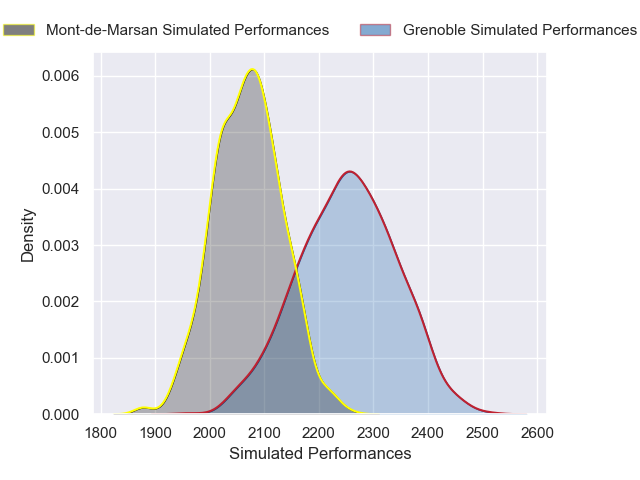 Mont-de-Marsan Simulated Performances Grenoble Simulated Performances
0.006
0.005
0.004
0.003
0.002
0.001
0.000
Density
1800 1900 2000 2100 2200 2300 2400 2500 2600
Simulated Performances